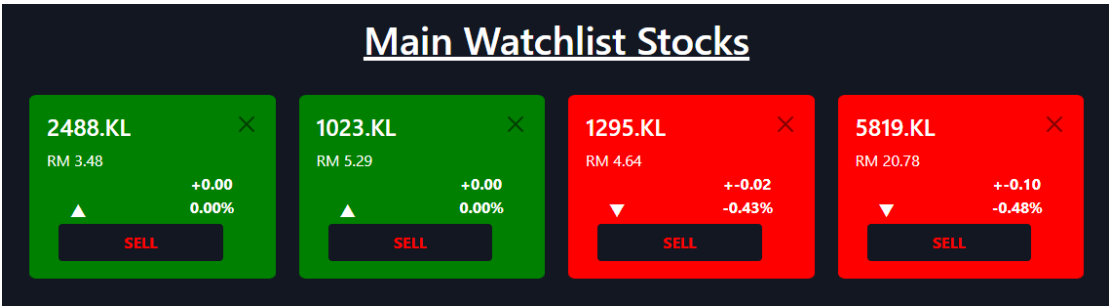 Main Watchlist Stocks
2488.KL
RM 3.48
+0.00
0.00%
SELL
1023.KL
RM 5.29
+0.00
0.00%
SELL
1295.KL
RM 4.64
+-0.02
-0.43%
SELL
5819.KL
RM 20.78
+-0.10
-0.48%
SELL